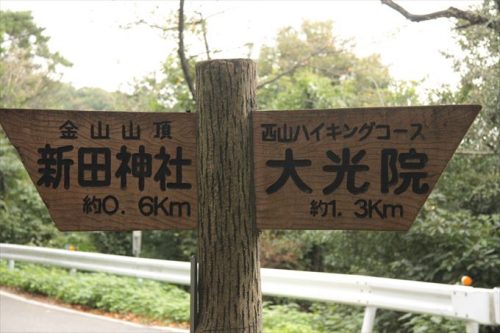 金山山頂
新田神社
約0.6Km
西山ハイキングコース
大光院
約1.3Km